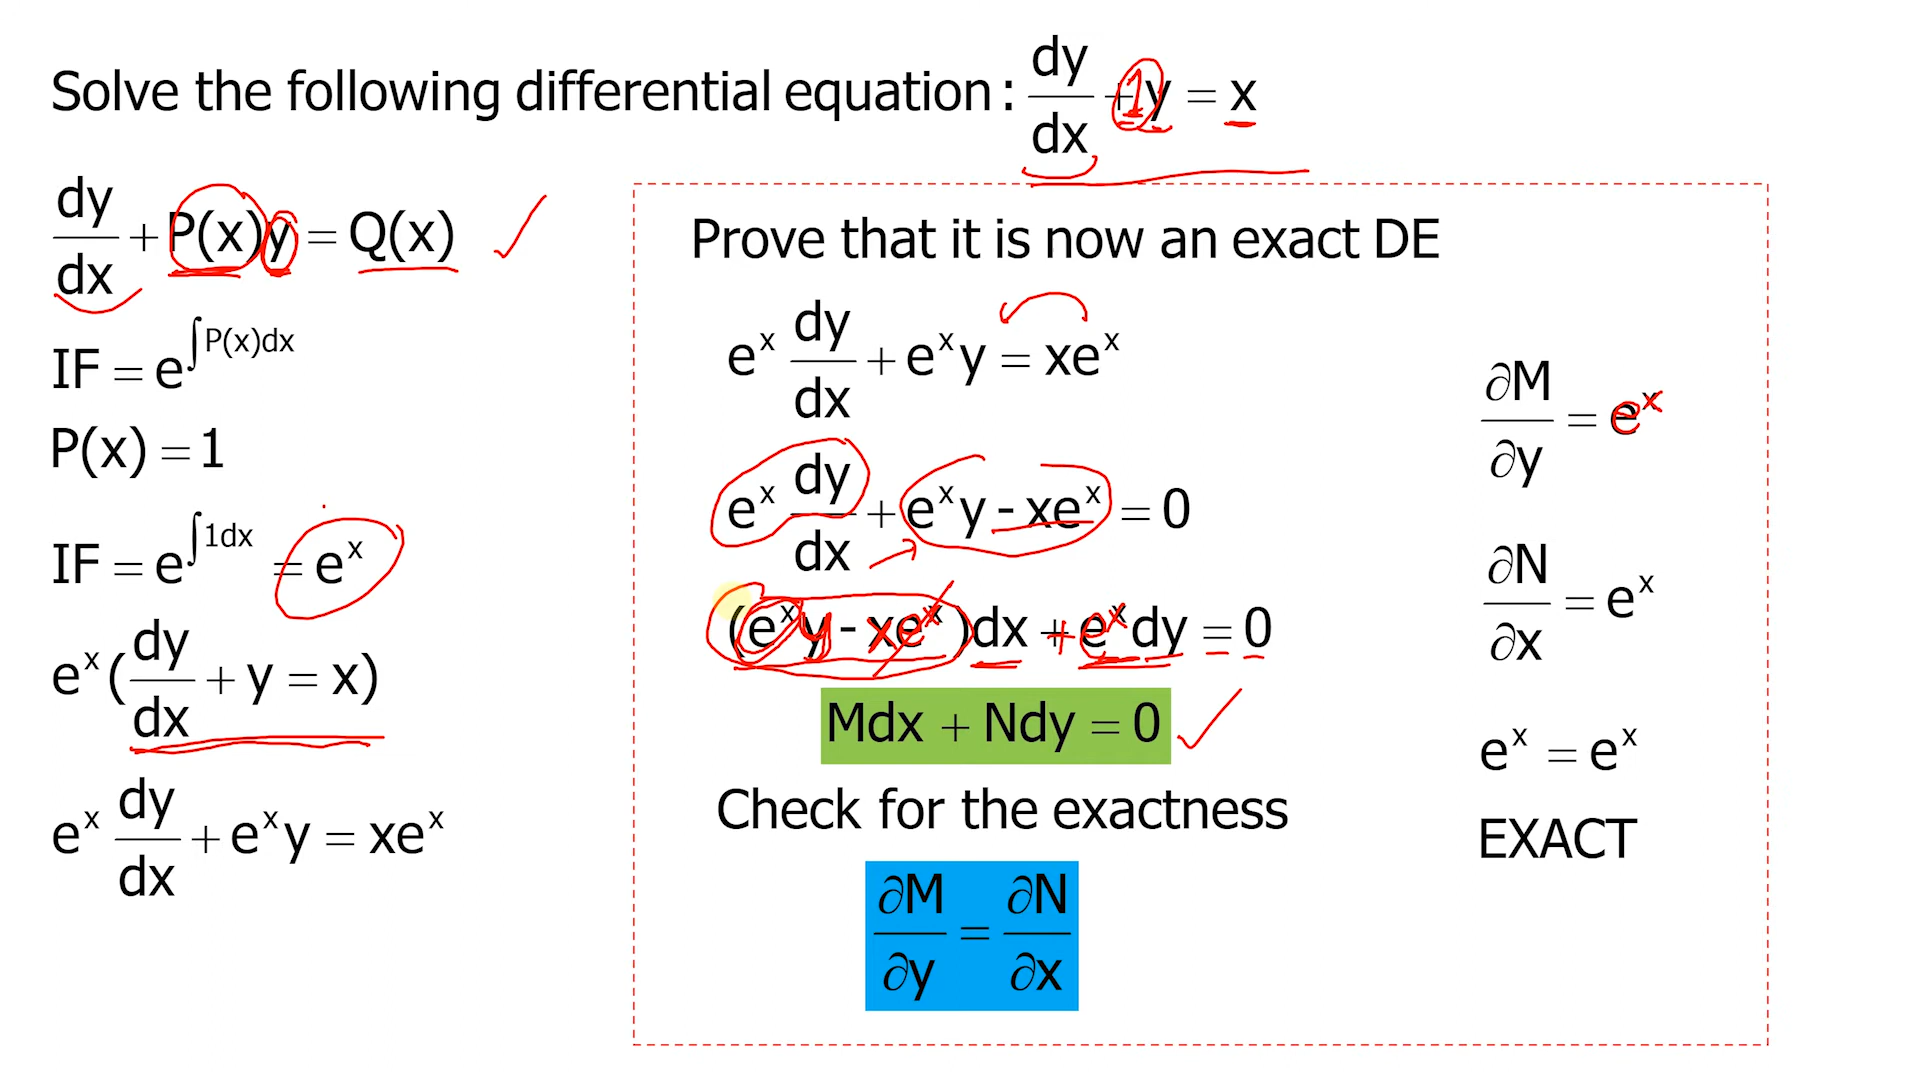 Solve the following differential equation : dy/dx + 1y = x
dy/dx + P(x)y = Q(x)
IF = e^∫P(x)dx
P(x) = 1
IF = e^∫1dx = e^x
e^x (dy/dx + y = x)
e^x dy/dx + e^x y = xe^x
Prove that it is now an exact DE
e^x dy/dx + e^x y = xe^x
e^x dy/dx + e^x y - xe^x = 0
(e^x y - xe^x )dx + e^x dy = 0
Mdx + Ndy = 0
Check for the exactness
∂M/∂y = ∂N/∂x
∂M/∂y = e^x
∂N/∂x = e^x
e^x = e^x
EXACT